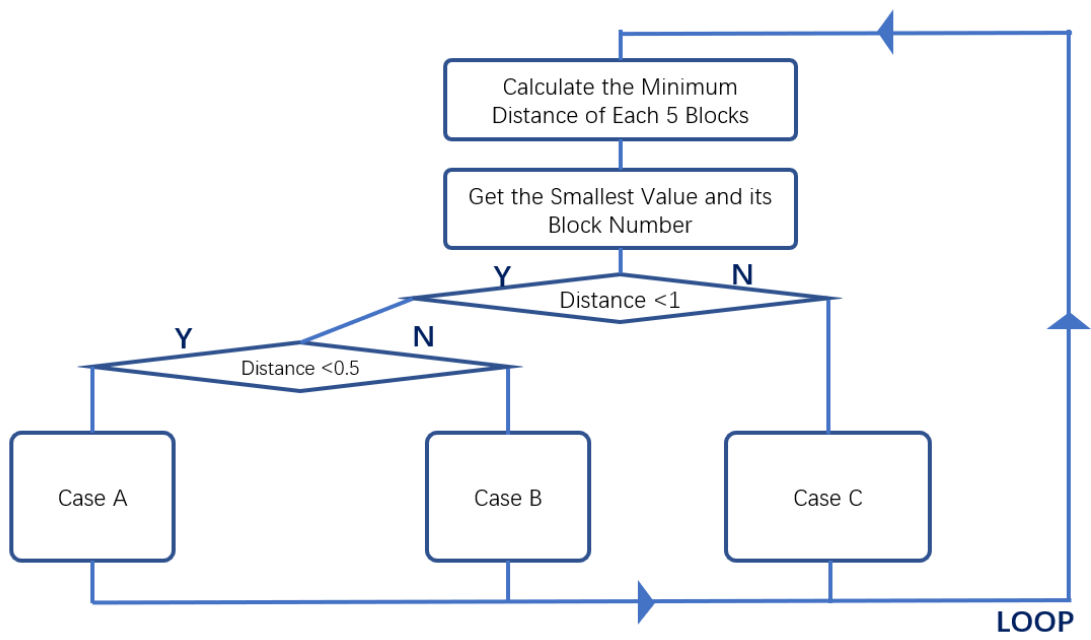 Calculate the Minimum
Distance of Each 5 Blocks
Get the Smallest Value and its
Block Number
Y
N
Distance <1
Y
N
Distance <0.5
Case A
Case B
Case C
LOOP